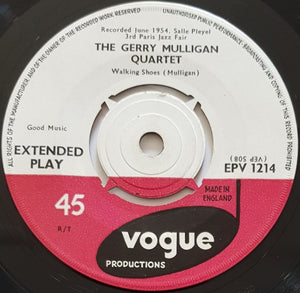 ALL RIGHTS OF THE MANUFACTURER, AND OF THE OWNER OF THE RECORDED WORK, RESERVED
UNAUTHORISED PUBLIC PERFORMANCE, BROADCASTING AND COPYING OF THIS RECORD PROHIBITED
Recorded June 1954, Salle Pleyel
3rd Paris Jazz Fair
THE GERRY MULLIGAN
QUARTET
Walking Shoes (Mulligan)
Good Music
EXTENDED
PLAY
(VEP 508)
EPV 1214
45
R/T
MADE IN
ENGLAND
vogue
PRODUCTIONS